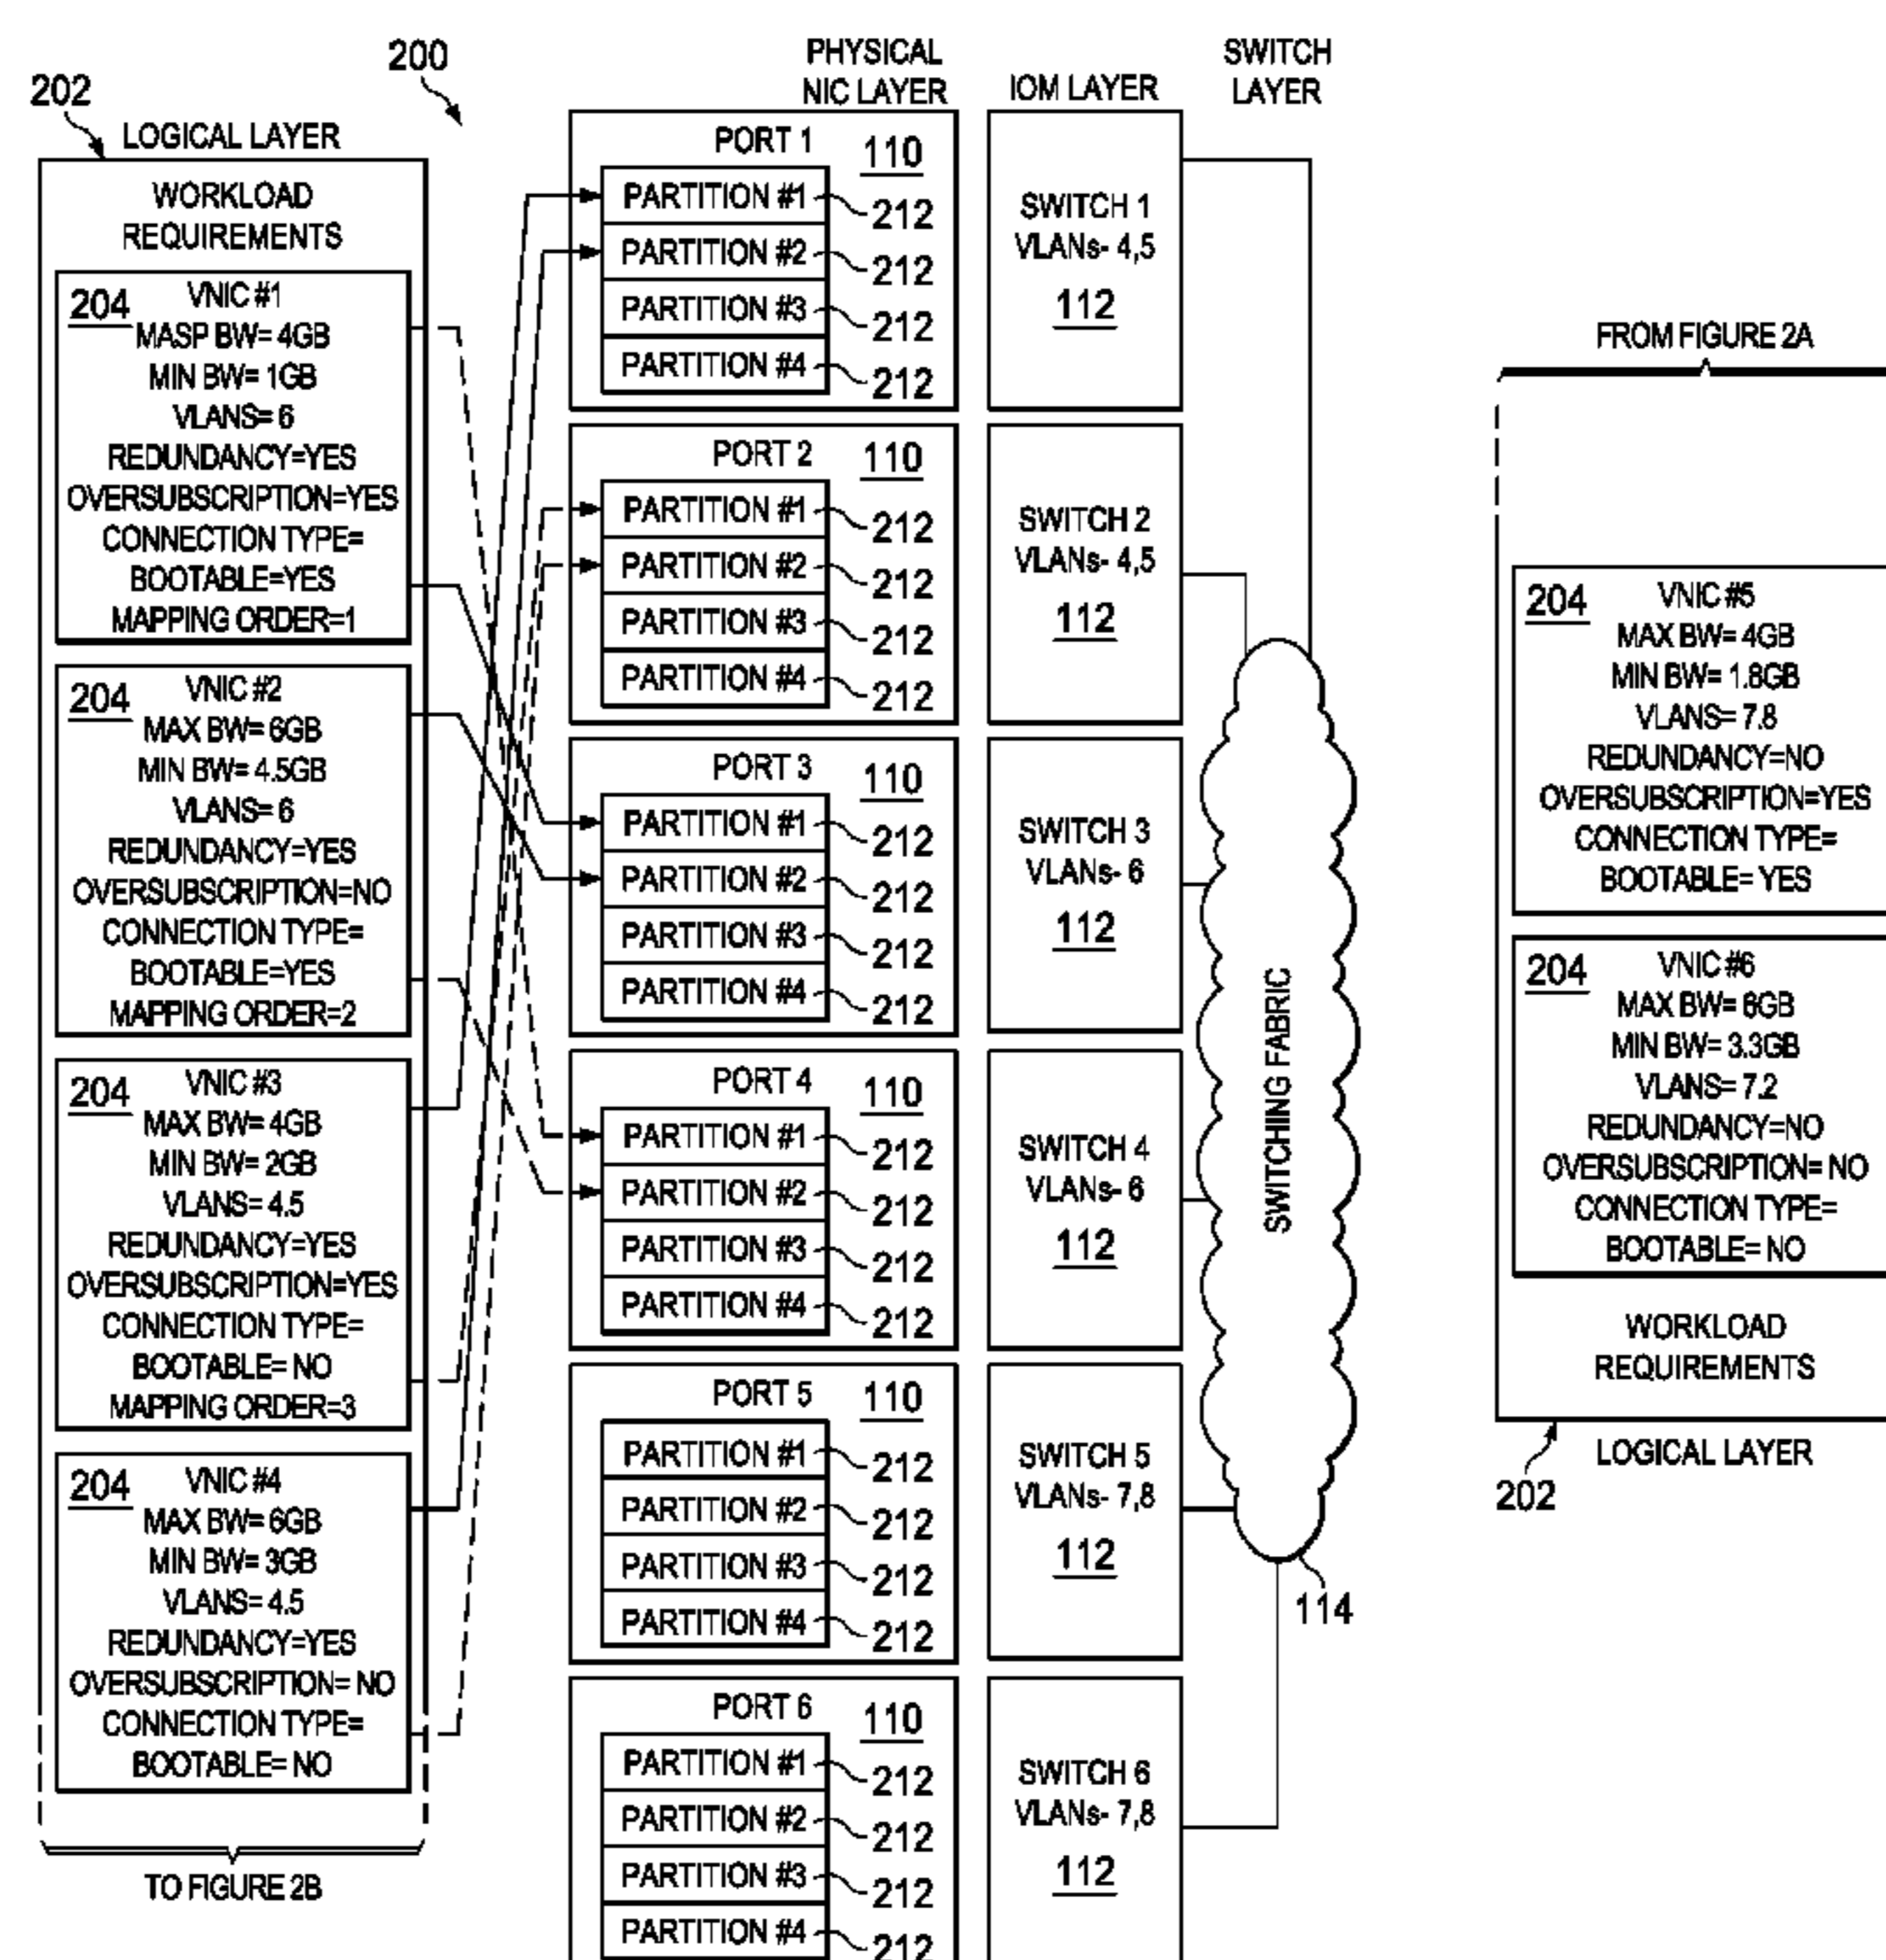 200
202
LOGICAL LAYER
WORKLOAD
REQUIREMENTS
204
VNIC #1
MASP BW= 4GB
MIN BW= 1GB
VLANS= 6
REDUNDANCY=YES
OVERSUBSCRIPTION=YES
CONNECTION TYPE=
BOOTABLE=YES
MAPPING ORDER=1
204
VNIC #2
MAX BW= 6GB
MIN BW= 4.5GB
VLANS= 6
REDUNDANCY=YES
OVERSUBSCRIPTION=NO
CONNECTION TYPE=
BOOTABLE=YES
MAPPING ORDER=2
204
VNIC #3
MAX BW= 4GB
MIN BW= 2GB
VLANS= 4.5
REDUNDANCY=YES
OVERSUBSCRIPTION=YES
CONNECTION TYPE=
BOOTABLE= NO
MAPPING ORDER=3
204
VNIC #4
MAX BW= 6GB
MIN BW= 3GB
VLANS= 4.5
REDUNDANCY=YES
OVERSUBSCRIPTION= NO
CONNECTION TYPE=
BOOTABLE= NO
TO FIGURE 2B
PHYSICAL
NIC LAYER
PORT 1
110
PARTITION #1
212
PARTITION #2
212
PARTITION #3
212
PARTITION #4
212
PORT 2
110
PARTITION #1
212
PARTITION #2
212
PARTITION #3
212
PARTITION #4
212
PORT 3
110
PARTITION #1
212
PARTITION #2
212
PARTITION #3
212
PARTITION #4
212
PORT 4
110
PARTITION #1
212
PARTITION #2
212
PARTITION #3
212
PARTITION #4
212
PORT 5
110
PARTITION #1
212
PARTITION #2
212
PARTITION #3
212
PARTITION #4
212
PORT 6
110
PARTITION #1
212
PARTITION #2
212
PARTITION #3
212
PARTITION #4
212
IOM LAYER
SWITCH 1
VLANs- 4,5
112
SWITCH 2
VLANs- 4,5
112
SWITCH 3
VLANs- 6
112
SWITCH 4
VLANs- 6
112
SWITCH 5
VLANs- 7,8
112
SWITCH 6
VLANs- 7,8
112
SWITCH
LAYER
SWITCHING FABRIC
114
FROM FIGURE 2A
204
VNIC #5
MAX BW= 4GB
MIN BW= 1.8GB
VLANS= 7.8
REDUNDANCY=NO
OVERSUBSCRIPTION=YES
CONNECTION TYPE=
BOOTABLE= YES
204
VNIC #6
MAX BW= 6GB
MIN BW= 3.3GB
VLANS= 7.2
REDUNDANCY=NO
OVERSUBSCRIPTION= NO
CONNECTION TYPE=
BOOTABLE= NO
WORKLOAD
REQUIREMENTS
LOGICAL LAYER
202